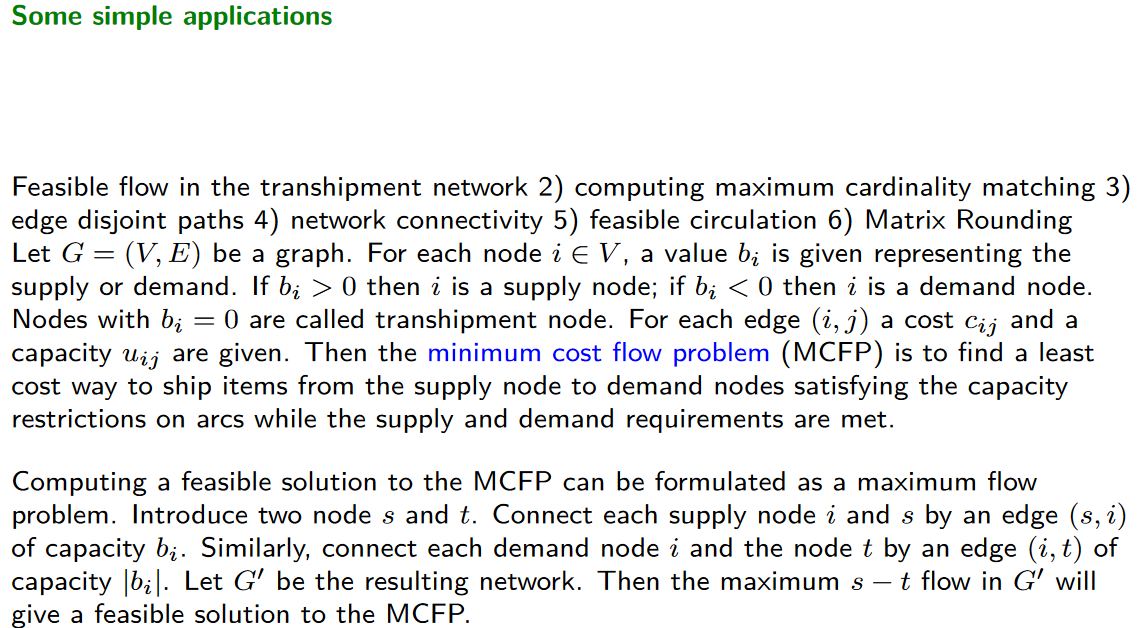 Some simple applications
Feasible flow in the transhipment network 2) computing maximum cardinality matching 3)
edge disjoint paths 4) network connectivity 5) feasible circulation 6) Matrix Rounding
Let G = (V, E) be a graph. For each node i ∈ V, a value b_i is given representing the
supply or demand. If b_i > 0 then i is a supply node; if b_i < 0 then i is a demand node.
Nodes with b_i = 0 are called transhipment node. For each edge (i, j) a cost c_{ij} and a
capacity u_{ij} are given. Then the minimum cost flow problem (MCFP) is to find a least
cost way to ship items from the supply node to demand nodes satisfying the capacity
restrictions on arcs while the supply and demand requirements are met.
Computing a feasible solution to the MCFP can be formulated as a maximum flow
problem. Introduce two node s and t. Connect each supply node i and s by an edge (s, i)
of capacity b_i. Similarly, connect each demand node i and the node t by an edge (i, t) of
capacity |b_i|. Let G′ be the resulting network. Then the maximum s − t flow in G′ will
give a feasible solution to the MCFP.